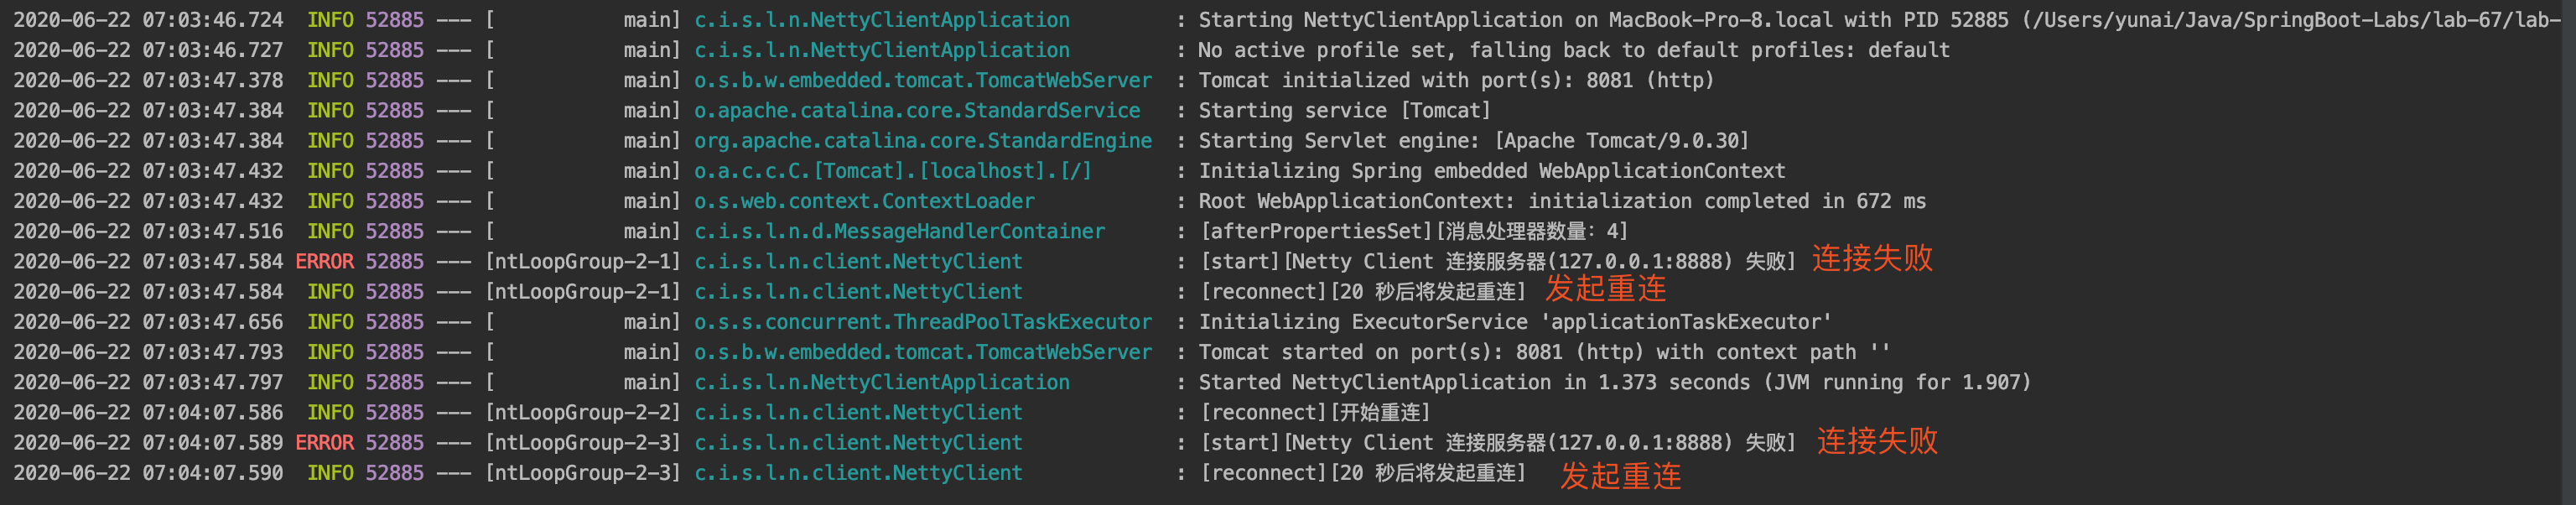 2020-06-22 07:03:46.724  INFO 52885 --- [           main] c.i.s.l.n.NettyClientApplication         : Starting NettyClientApplication on MacBook-Pro-8.local with PID 52885 (/Users/yunai/Java/SpringBoot-Labs/lab-67/lab-
2020-06-22 07:03:46.727  INFO 52885 --- [           main] c.i.s.l.n.NettyClientApplication         : No active profile set, falling back to default profiles: default
2020-06-22 07:03:47.378  INFO 52885 --- [           main] o.s.b.w.embedded.tomcat.TomcatWebServer  : Tomcat initialized with port(s): 8081 (http)
2020-06-22 07:03:47.384  INFO 52885 --- [           main] o.apache.catalina.core.StandardService   : Starting service [Tomcat]
2020-06-22 07:03:47.384  INFO 52885 --- [           main] org.apache.catalina.core.StandardEngine  : Starting Servlet engine: [Apache Tomcat/9.0.30]
2020-06-22 07:03:47.432  INFO 52885 --- [           main] o.a.c.c.C.[Tomcat].[localhost].[/]       : Initializing Spring embedded WebApplicationContext
2020-06-22 07:03:47.432  INFO 52885 --- [           main] o.s.web.context.ContextLoader            : Root WebApplicationContext: initialization completed in 672 ms
2020-06-22 07:03:47.516  INFO 52885 --- [           main] c.i.s.l.n.d.MessageHandlerContainer      : [afterPropertiesSet][消息处理器数量：4]
2020-06-22 07:03:47.584 ERROR 52885 --- [ntLoopGroup-2-1] c.i.s.l.n.client.NettyClient             : [start][Netty Client 连接服务器(127.0.0.1:8888) 失败] 连接失败
2020-06-22 07:03:47.584  INFO 52885 --- [ntLoopGroup-2-1] c.i.s.l.n.client.NettyClient             : [reconnect][20 秒后将发起重连] 发起重连
2020-06-22 07:03:47.656  INFO 52885 --- [           main] o.s.s.concurrent.ThreadPoolTaskExecutor  : Initializing ExecutorService 'applicationTaskExecutor'
2020-06-22 07:03:47.793  INFO 52885 --- [           main] o.s.b.w.embedded.tomcat.TomcatWebServer  : Tomcat started on port(s): 8081 (http) with context path ''
2020-06-22 07:03:47.797  INFO 52885 --- [           main] c.i.s.l.n.NettyClientApplication         : Started NettyClientApplication in 1.373 seconds (JVM running for 1.907)
2020-06-22 07:04:07.586  INFO 52885 --- [ntLoopGroup-2-2] c.i.s.l.n.client.NettyClient             : [reconnect][开始重连]
2020-06-22 07:04:07.589 ERROR 52885 --- [ntLoopGroup-2-3] c.i.s.l.n.client.NettyClient             : [start][Netty Client 连接服务器(127.0.0.1:8888) 失败] 连接失败
2020-06-22 07:04:07.590  INFO 52885 --- [ntLoopGroup-2-3] c.i.s.l.n.client.NettyClient             : [reconnect][20 秒后将发起重连] 发起重连